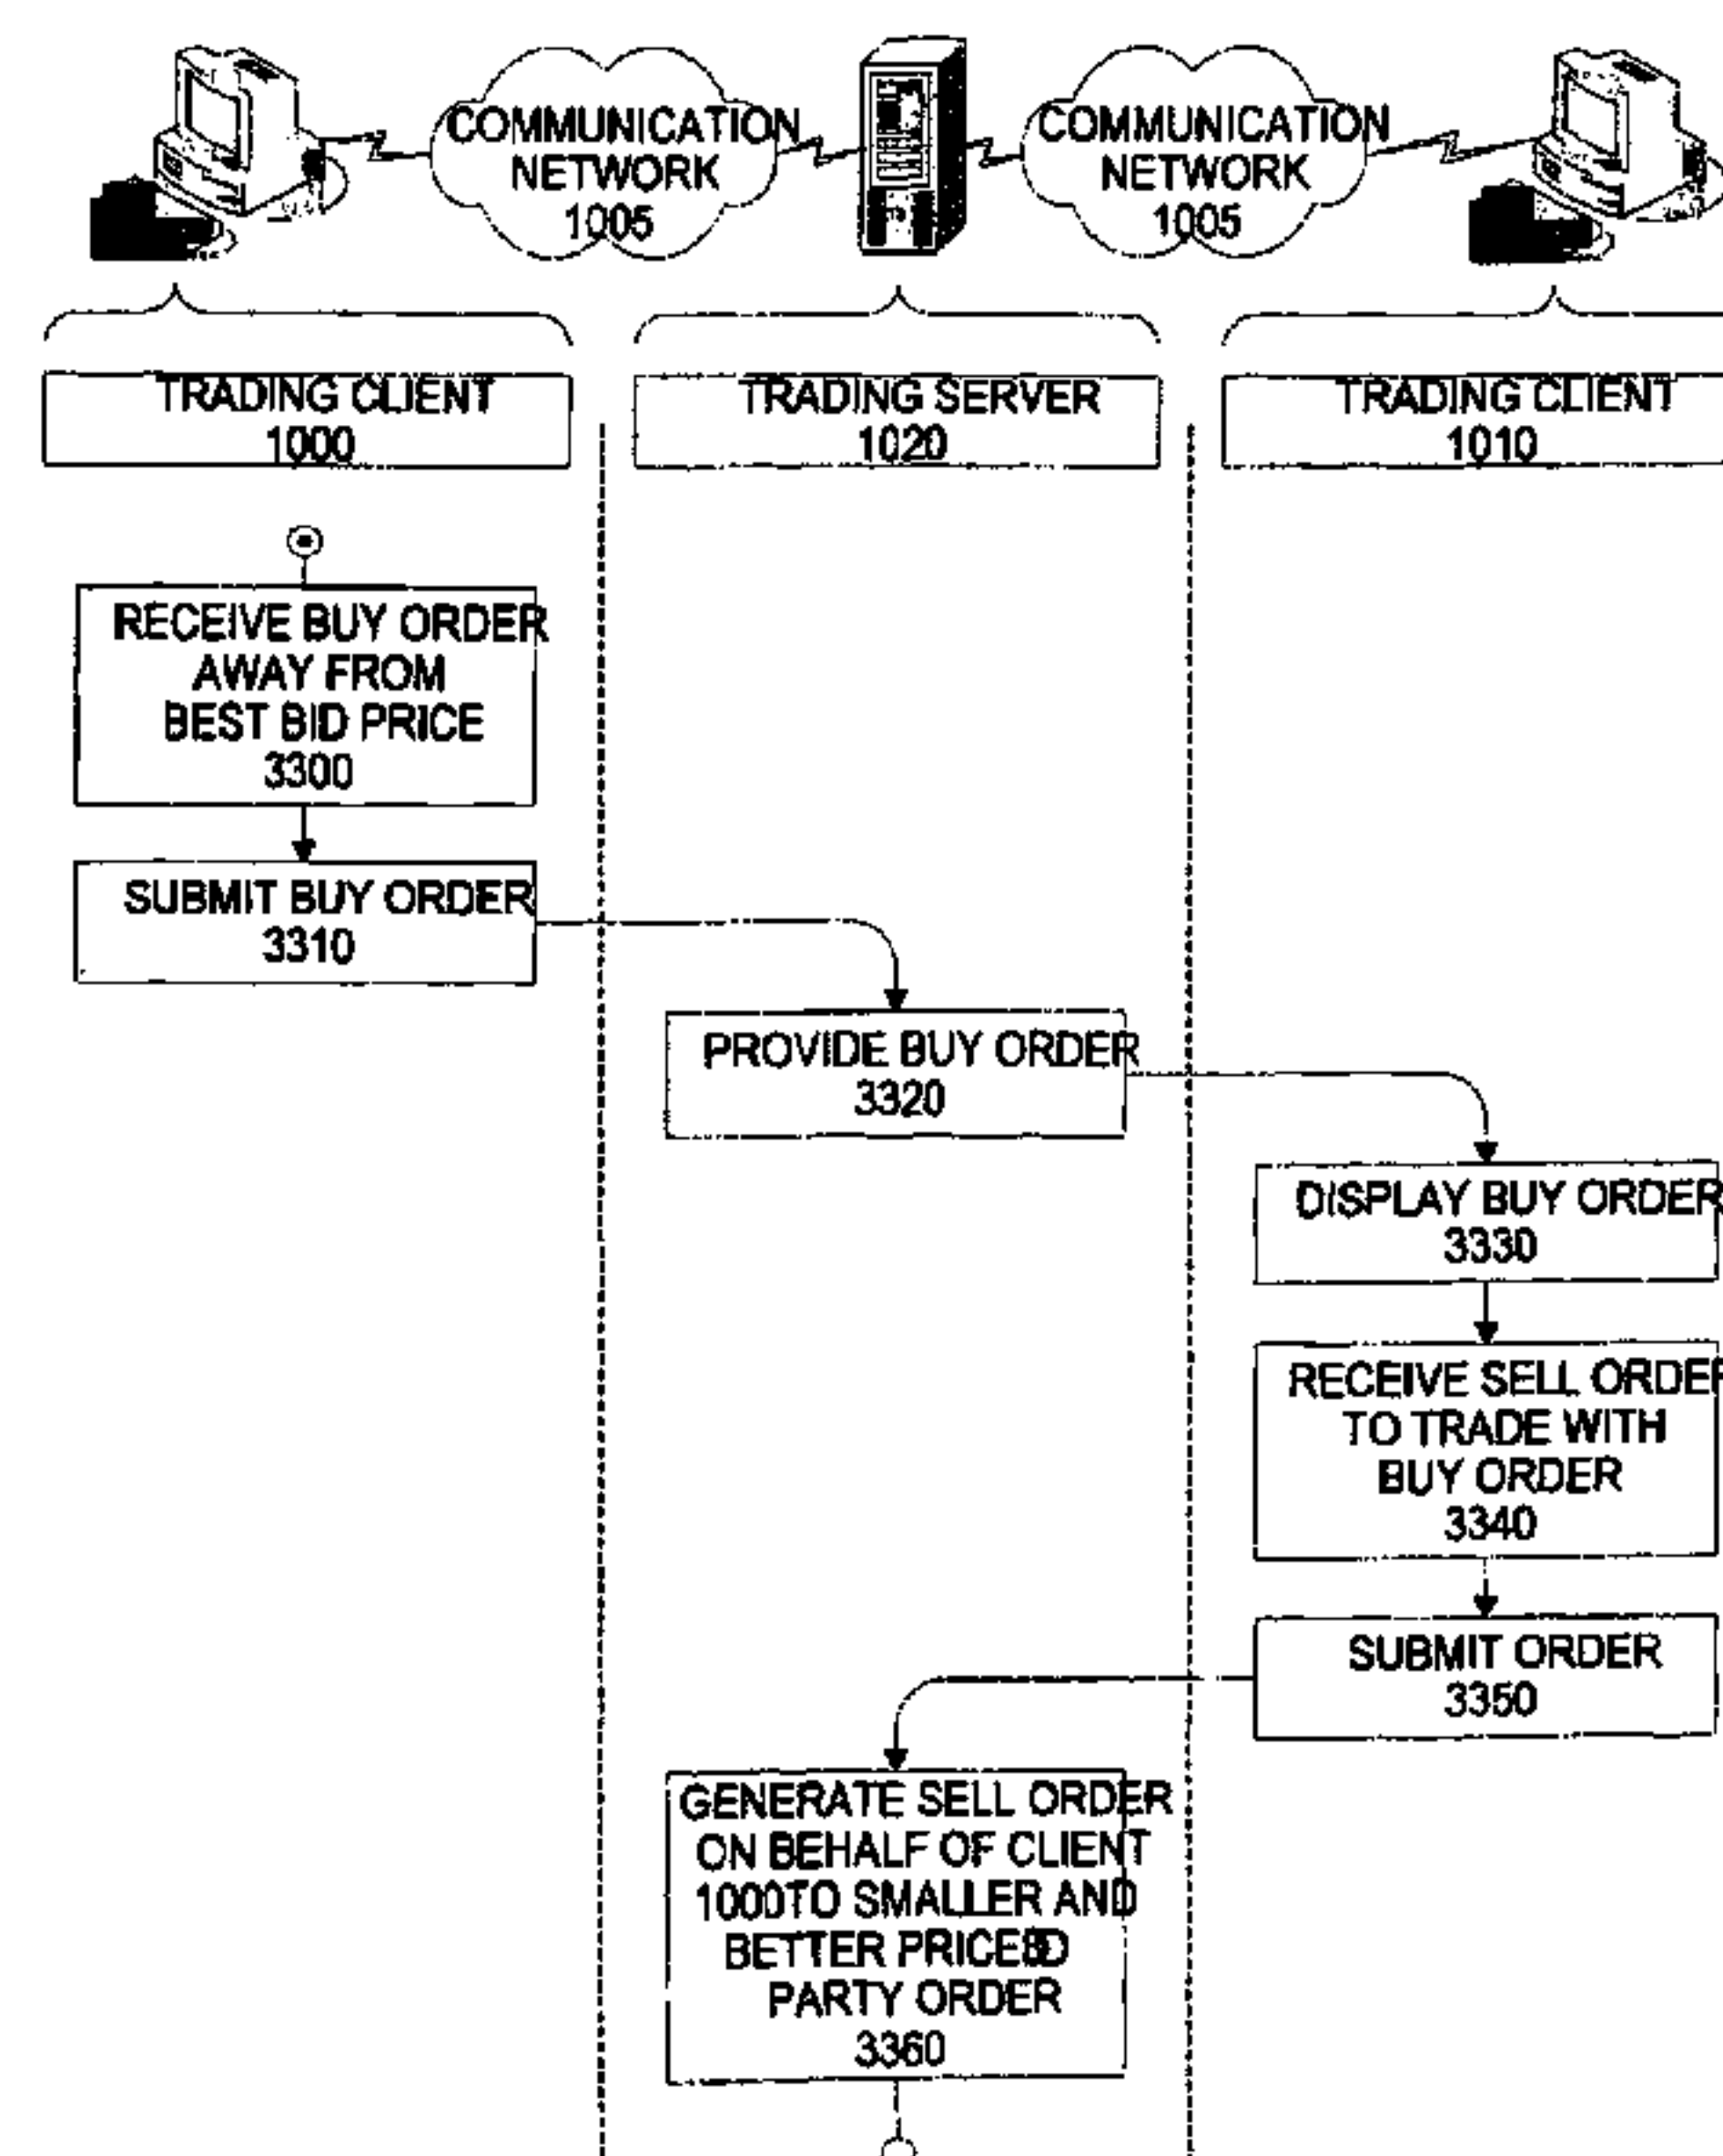 COMMUNICATION
NETWORK
1005
COMMUNICATION
NETWORK
1005
TRADING CLIENT
1000
TRADING SERVER
1020
TRADING CLIENT
1010
RECEIVE BUY ORDER
AWAY FROM
BEST BID PRICE
3300
SUBMIT BUY ORDER
3310
PROVIDE BUY ORDER
3320
DISPLAY BUY ORDER
3330
RECEIVE SELL ORDER
TO TRADE WITH
BUY ORDER
3340
SUBMIT ORDER
3350
GENERATE SELL ORDER
ON BEHALF OF CLIENT
1000TO SMALLER AND
BETTER PRICE
PARTY ORDER
3360